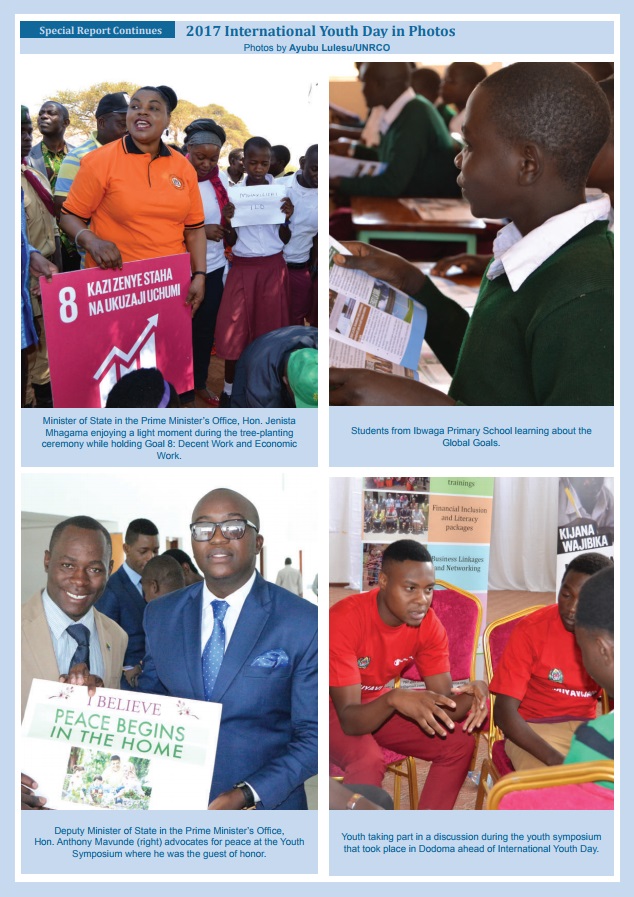 Special Report Continues
2017 International Youth Day in Photos
Photos by Ayubu Lulesu/UNRCO
8 KAZI ZENYE STAHA
NA UKUZAJI UCHUMI
ILO
Minister of State in the Prime Minister's Office, Hon. Jenista
Mhagama enjoying a light moment during the tree-planting
ceremony while holding Goal 8: Decent Work and Economic
Work.
Students from Ibwaga Primary School learning about the
Global Goals.
I BELIEVE
PEACE BEGINS
IN THE HOME
trainings
Financial Inclusion
and Literacy
packages
Business Linkages
and Networking
KIJANA
WAJIBIKA
Deputy Minister of State in the Prime Minister's Office,
Hon. Anthony Mavunde (right) advocates for peace at the Youth
Symposium where he was the guest of honor.
Youth taking part in a discussion during the youth symposium
that took place in Dodoma ahead of International Youth Day.